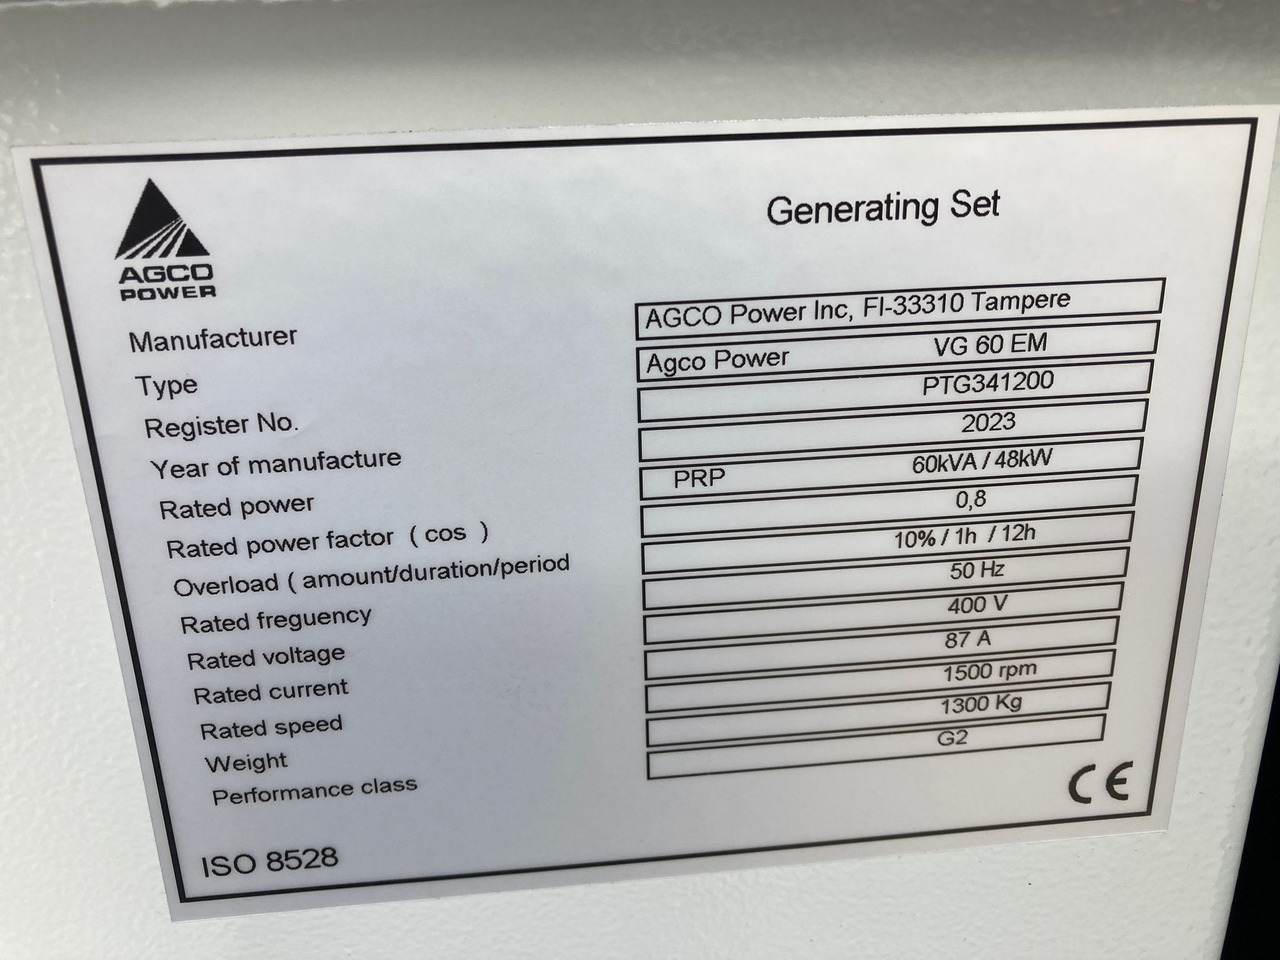 AGCO
POWER
Generating Set
Manufacturer AGCO Power Inc, FI-33310 Tampere
Type Agco Power VG 60 EM
Register No. PTG341200
Year of manufacture 2023
Rated power PRP 60kVA / 48kW
Rated power factor ( cos ) 0,8
Overload ( amount/duration/period 10% / 1h / 12h
Rated freguency 50 Hz
Rated voltage 400 V
Rated current 87 A
Rated speed 1500 rpm
Weight 1300 Kg
Performance class G2
ISO 8528
CE